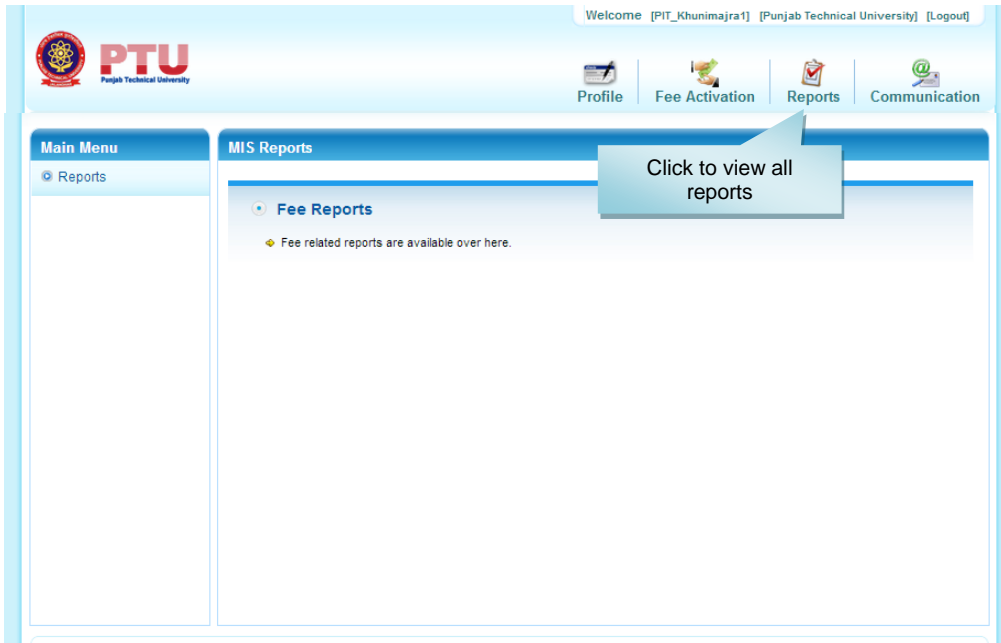 Welcome [PIT_Khunimajra1] [Punjab Technical University] [Logout]
PTU
Punjab Technical University
Profile
Fee Activation
Reports
Communication
Main Menu
Reports
MIS Reports
Click to view all
reports
Fee Reports
Fee related reports are available over here.